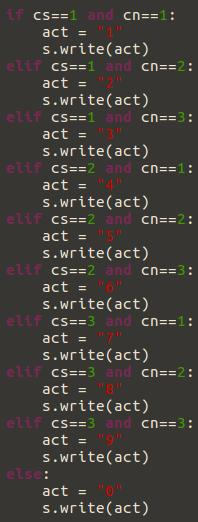 if cs==1 and cn==1:
    act = "1"
    s.write(act)
elif cs==1 and cn==2:
    act = "2"
    s.write(act)
elif cs==1 and cn==3:
    act = "3"
    s.write(act)
elif cs==2 and cn==1:
    act = "4"
    s.write(act)
elif cs==2 and cn==2:
    act = "5"
    s.write(act)
elif cs==2 and cn==3:
    act = "6"
    s.write(act)
elif cs==3 and cn==1:
    act = "7"
    s.write(act)
elif cs==3 and cn==2:
    act = "8"
    s.write(act)
elif cs==3 and cn==3:
    act = "9"
    s.write(act)
else:
    act = "0"
    s.write(act)